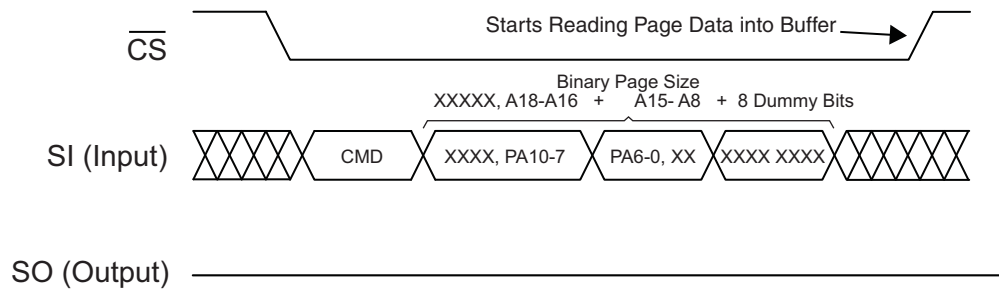 Starts Reading Page Data into Buffer
CS
Binary Page Size
XXXXX, A18-A16 + A15- A8 + 8 Dummy Bits
SI (Input) CMD XXXX, PA10-7 PA6-0, XX XXXX XXXX
SO (Output)